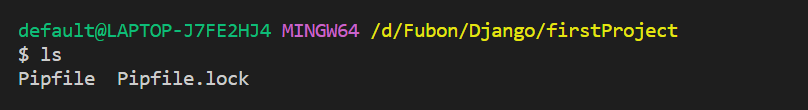 default@LAPTOP-J7FE2HJ4 MINGW64 /d/Fubon/Django/firstProject
$ ls
Pipfile  Pipfile.lock